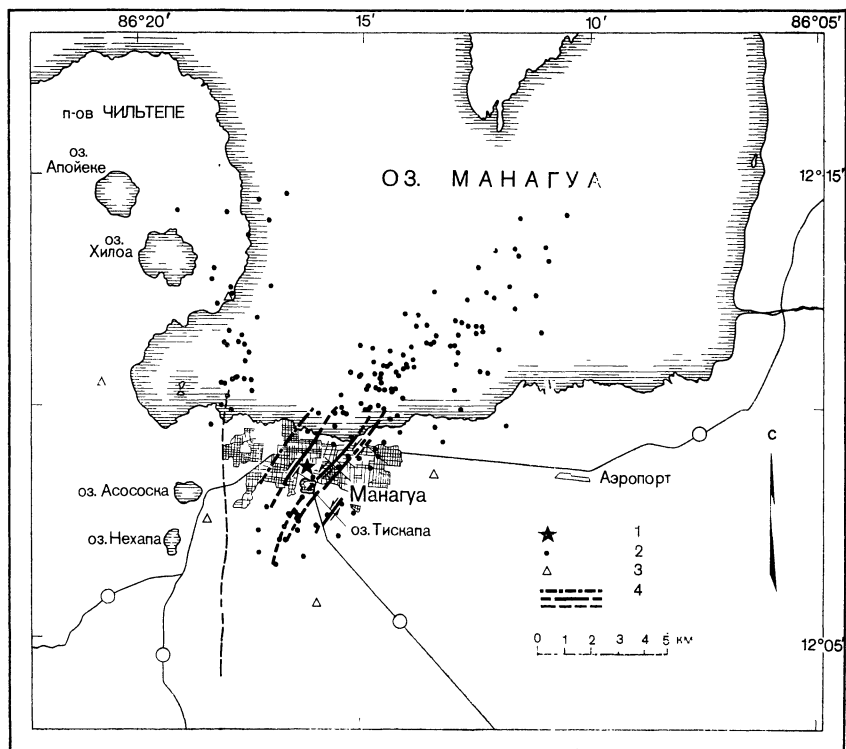 86°20′ 15′ 10′ 86°05′
п-ов ЧИЛЬТЕПЕ
оз.
Апойеке
ОЗ. МАНАГУА
12°15′
оз.
Хилоа
С
оз. Асососка
Манагуа
Аэропорт
оз. Тискапа
оз. Нехапа
1
2
3
4
0 1 2 3 4 5 км
12°05′